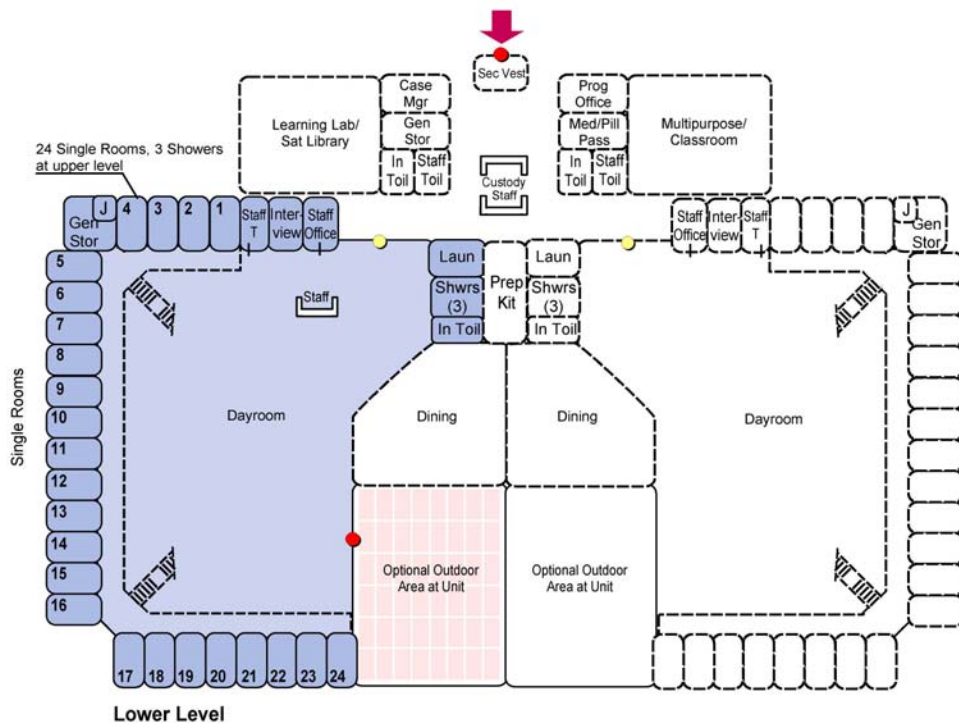 Sec Vest
Case
Mgr
Prog
Office
Learning Lab/
Sat Library
Gen
Stor
Med/Pill
Pass
Multipurpose/
Classroom
24 Single Rooms, 3 Showers
at upper level
In
Toil
Staff
Toil
Custody
Staff
In
Toil
Staff
Toil
J
Gen
Stor
4
3
2
1
Staff
T
Inter-
view
Staff
Office
Staff
Office
Inter-
view
Staff
T
J
Gen
Stor
Laun
Shwrs
(3)
In Toil
Prep
Kit
Laun
Shwrs
(3)
In Toil
Staff
5
6
7
8
9
10
11
12
13
14
15
16
Single Rooms
Dayroom
Dining
Dining
Dayroom
Optional Outdoor
Area at Unit
Optional Outdoor
Area at Unit
17
18
19
20
21
22
23
24
Lower Level